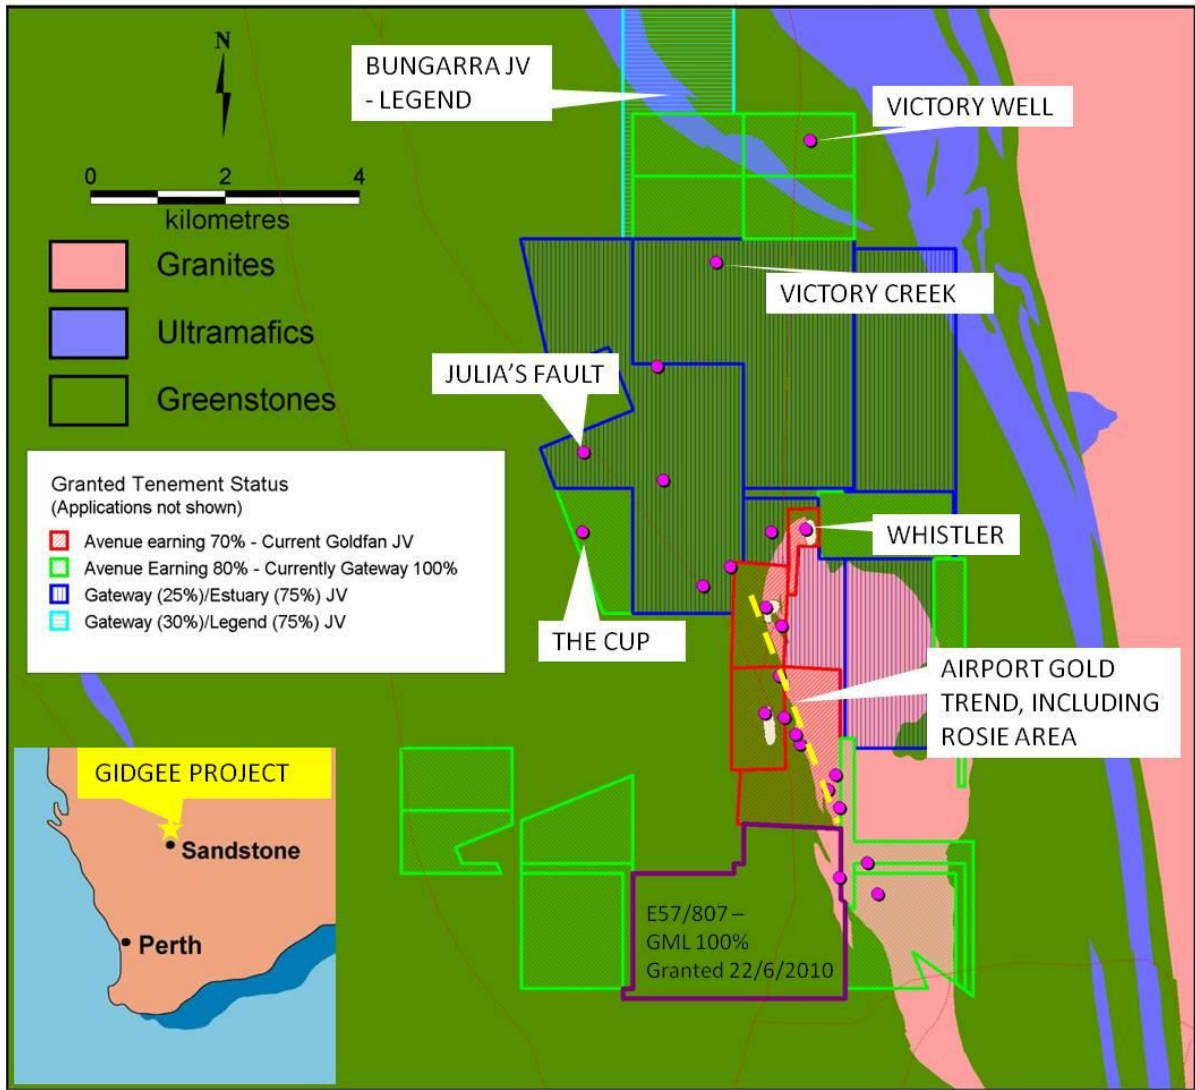 N
BUNGARRA JV
- LEGEND
VICTORY WELL
0 2 4
kilometres
Granites
Ultramafics
Greenstones
VICTORY CREEK
JULIA'S FAULT
Granted Tenement Status
(Applications not shown)
Avenue earning 70% - Current Goldfan JV
Avenue Earning 80% - Currently Gateway 100%
Gateway (25%)/Estuary (75%) JV
Gateway (30%)/Legend (75%) JV
WHISTLER
THE CUP
AIRPORT GOLD
TREND, INCLUDING
ROSIE AREA
GIDGEE PROJECT
Sandstone
Perth
E57/807 –
GML 100%
Granted 22/6/2010